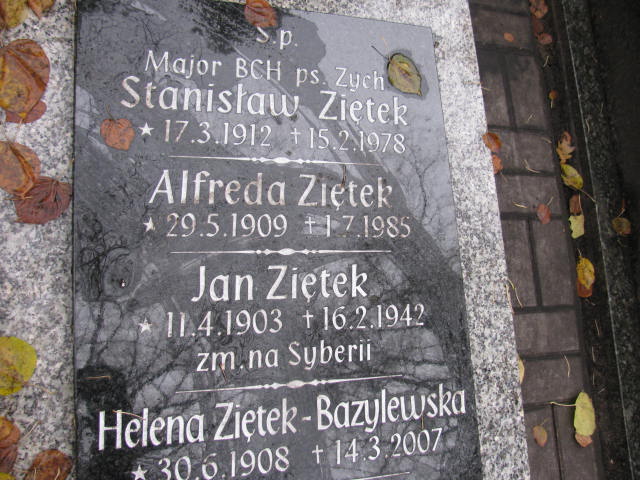 Ś.p.
Major BCH ps. Zych
Stanisław Ziętek
* 17.3.1912 † 15.2.1978
Alfreda Ziętek
* 29.5.1909 † 1.7.1985
Jan Ziętek
* 11.4.1903 † 16.2.1942
zm. na Syberii
Helena Ziętek-Bazylewska
* 30.6.1908 † 14.3.2007